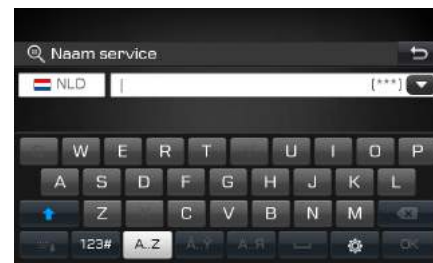 Naam service
NLD [***]
W E R T U I O P
A S D F G H J K L
Z C V B N M
123# A..Z Á..Ý А..Я OK